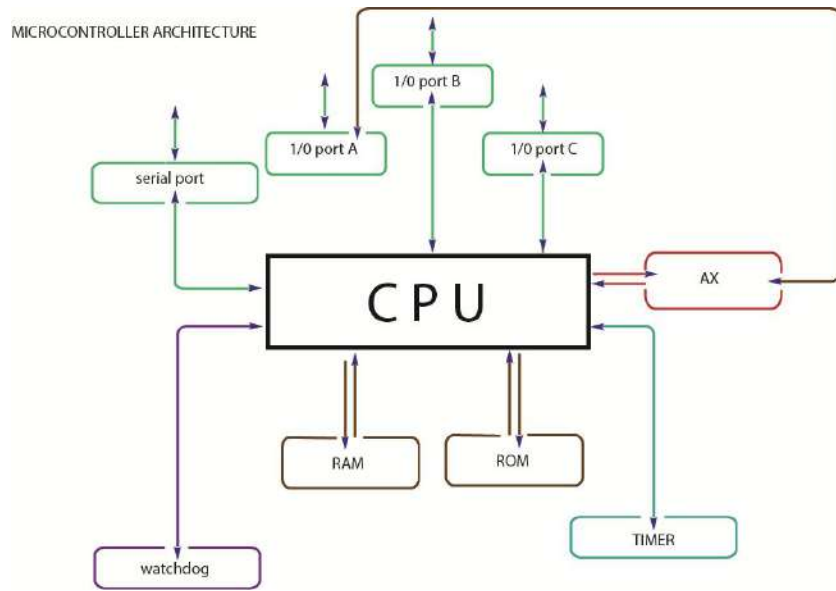 MICROCONTROLLER ARCHITECTURE
1/0 port B
1/0 port A
1/0 port C
serial port
CPU
AX
RAM
ROM
TIMER
watchdog